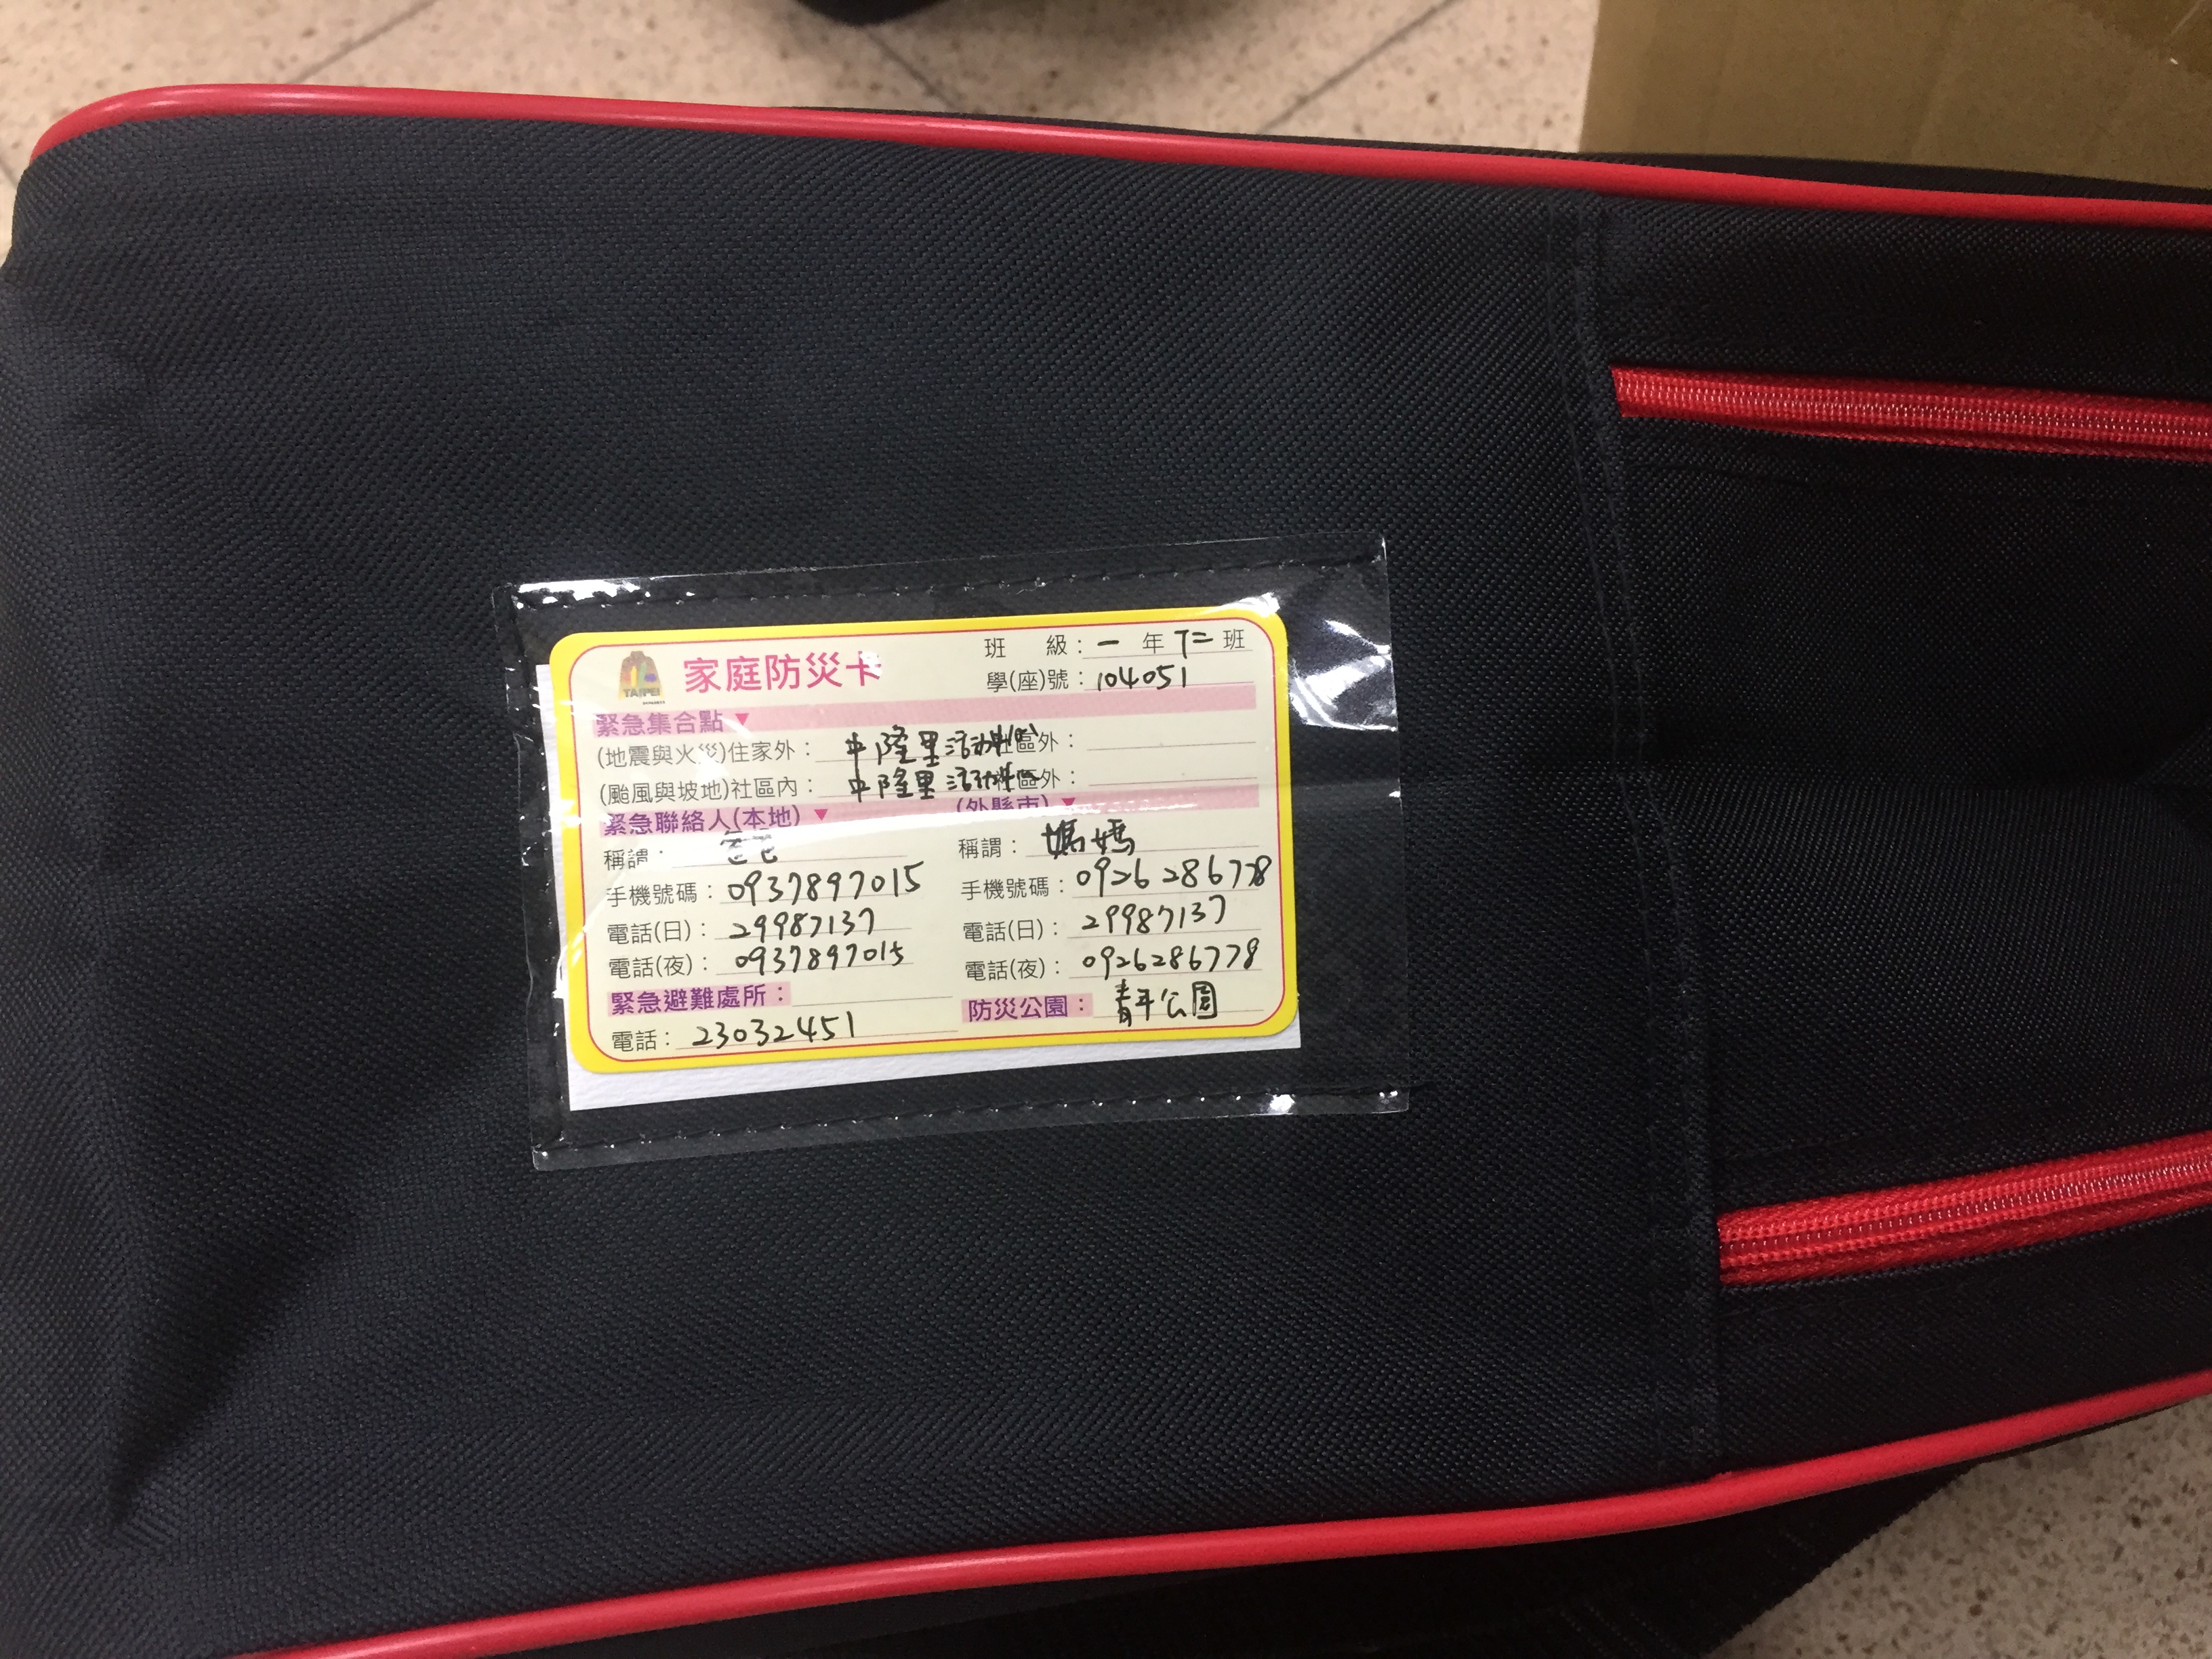 家庭防災卡
班 級：一 年 丁二 班
學(座)號：104051
TAIPEI
緊急集合點▼
(地震與火災)住家外：中隆里活動 社區外：
(颱風與坡地)社區內：中隆里活動 社區外：
緊急聯絡人(本地)▼ (外縣市)▼
稱謂：爸爸 稱謂：媽媽
手機號碼：0937897015 手機號碼：0926286778
電話(日)：29987137 電話(日)：29987137
電話(夜)：0937897015 電話(夜)：0926286778
緊急避難處所： 防災公園：青年公園
電話：23032451